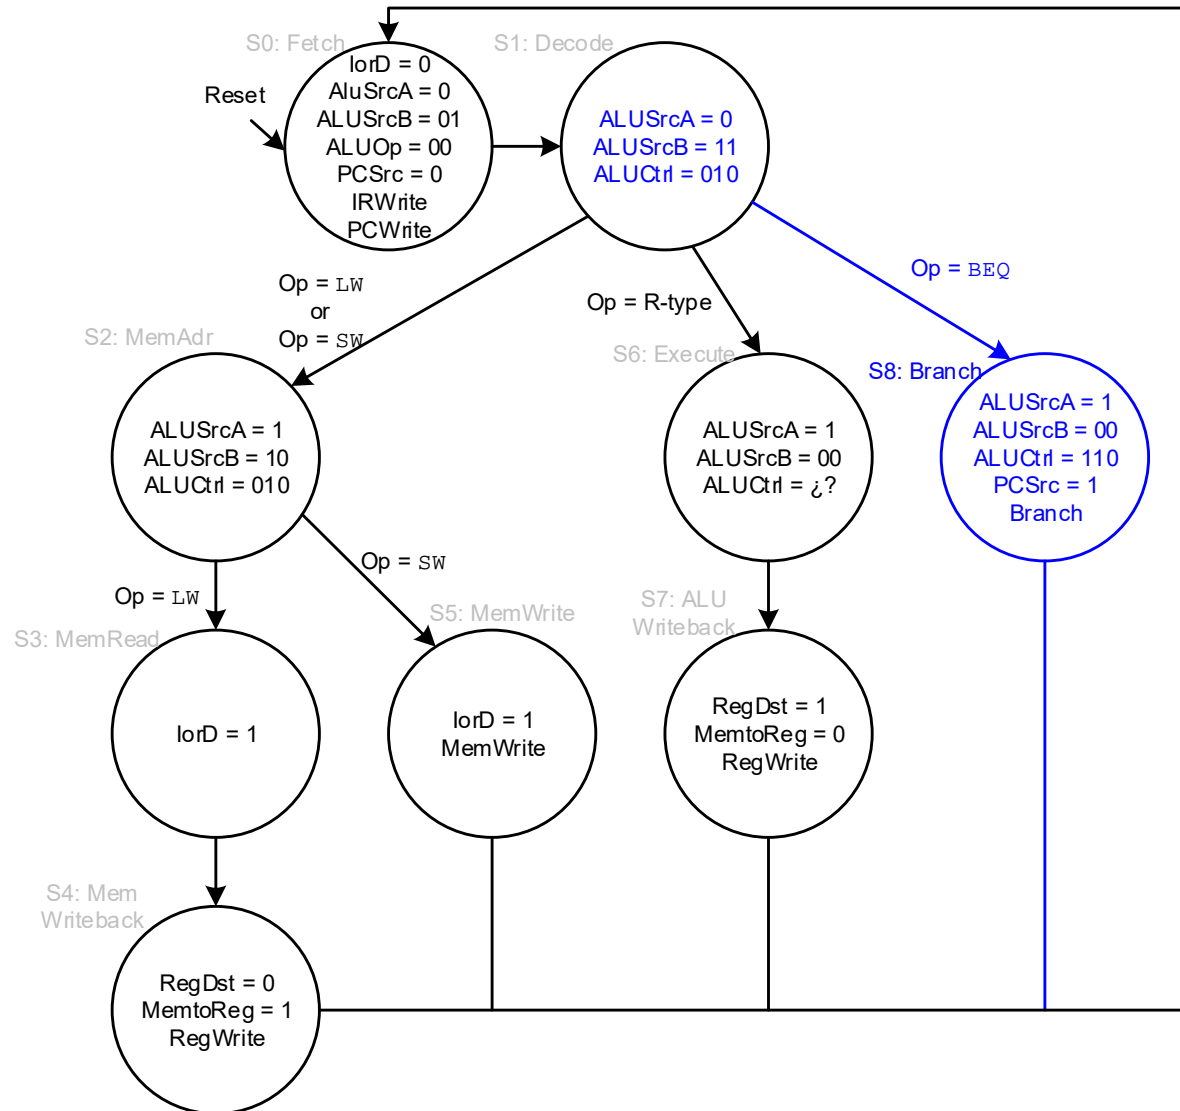 S0: Fetch
IorD = 0
AluSrcA = 0
ALUSrcB = 01
ALUOp = 00
PCSrc = 0
IRWrite
PCWrite
Reset
S1: Decode
ALUSrcA = 0
ALUSrcB = 11
ALUCtrl = 010
Op = LW
or
Op = SW
Op = R-type
Op = BEQ
S2: MemAdr
ALUSrcA = 1
ALUSrcB = 10
ALUCtrl = 010
S6: Execute
ALUSrcA = 1
ALUSrcB = 00
ALUCtrl = ¿?
S8: Branch
ALUSrcA = 1
ALUSrcB = 00
ALUCtrl = 110
PCSrc = 1
Branch
Op = LW
Op = SW
S3: MemRead
IorD = 1
S5: MemWrite
IorD = 1
MemWrite
S7: ALU
Writeback
RegDst = 1
MemtoReg = 0
RegWrite
S4: Mem
Writeback
RegDst = 0
MemtoReg = 1
RegWrite